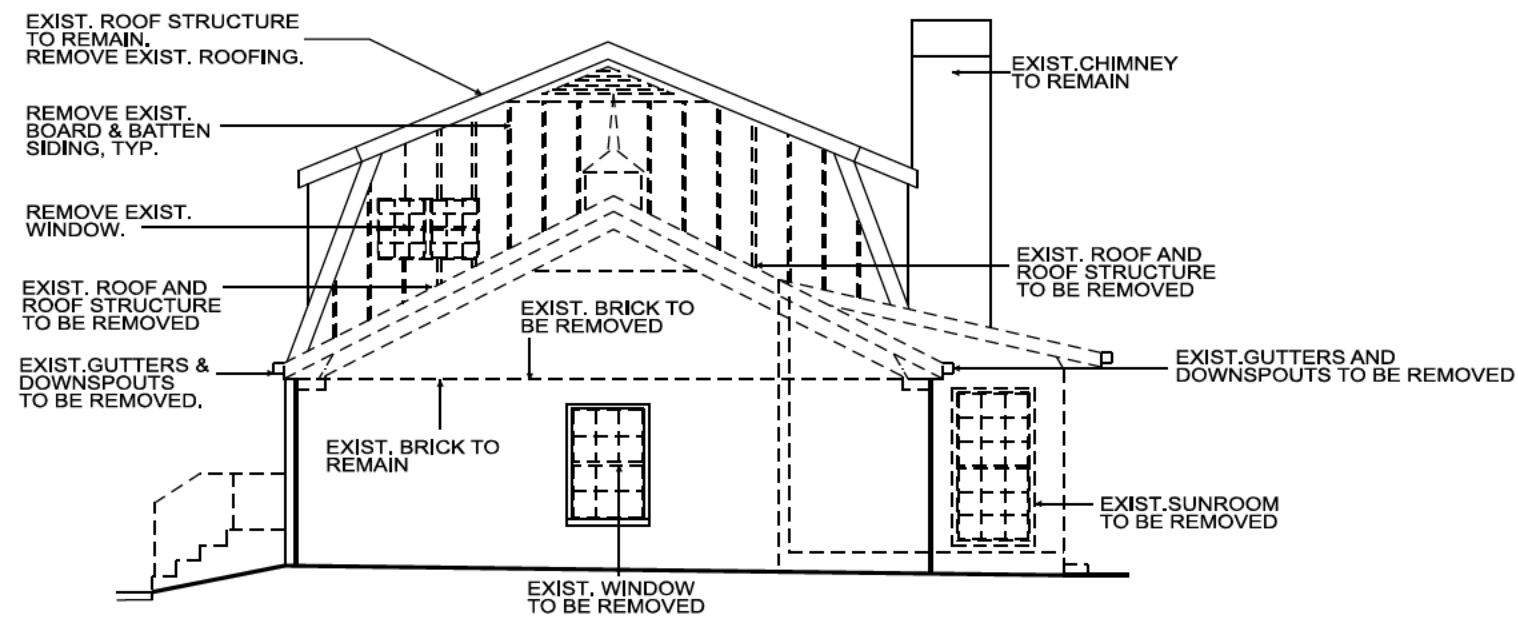 EXIST. ROOF STRUCTURE
TO REMAIN.
REMOVE EXIST. ROOFING.
EXIST.CHIMNEY
TO REMAIN
REMOVE EXIST.
BOARD & BATTEN
SIDING, TYP.
REMOVE EXIST.
WINDOW.
EXIST. ROOF AND
ROOF STRUCTURE
TO BE REMOVED
EXIST. ROOF AND
ROOF STRUCTURE
TO BE REMOVED
EXIST. BRICK TO
BE REMOVED
EXIST.GUTTERS &
DOWNSPOUTS
TO BE REMOVED.
EXIST.GUTTERS AND
DOWNSPOUTS TO BE REMOVED
EXIST. BRICK TO
REMAIN
EXIST.SUNROOM
TO BE REMOVED
EXIST. WINDOW
TO BE REMOVED